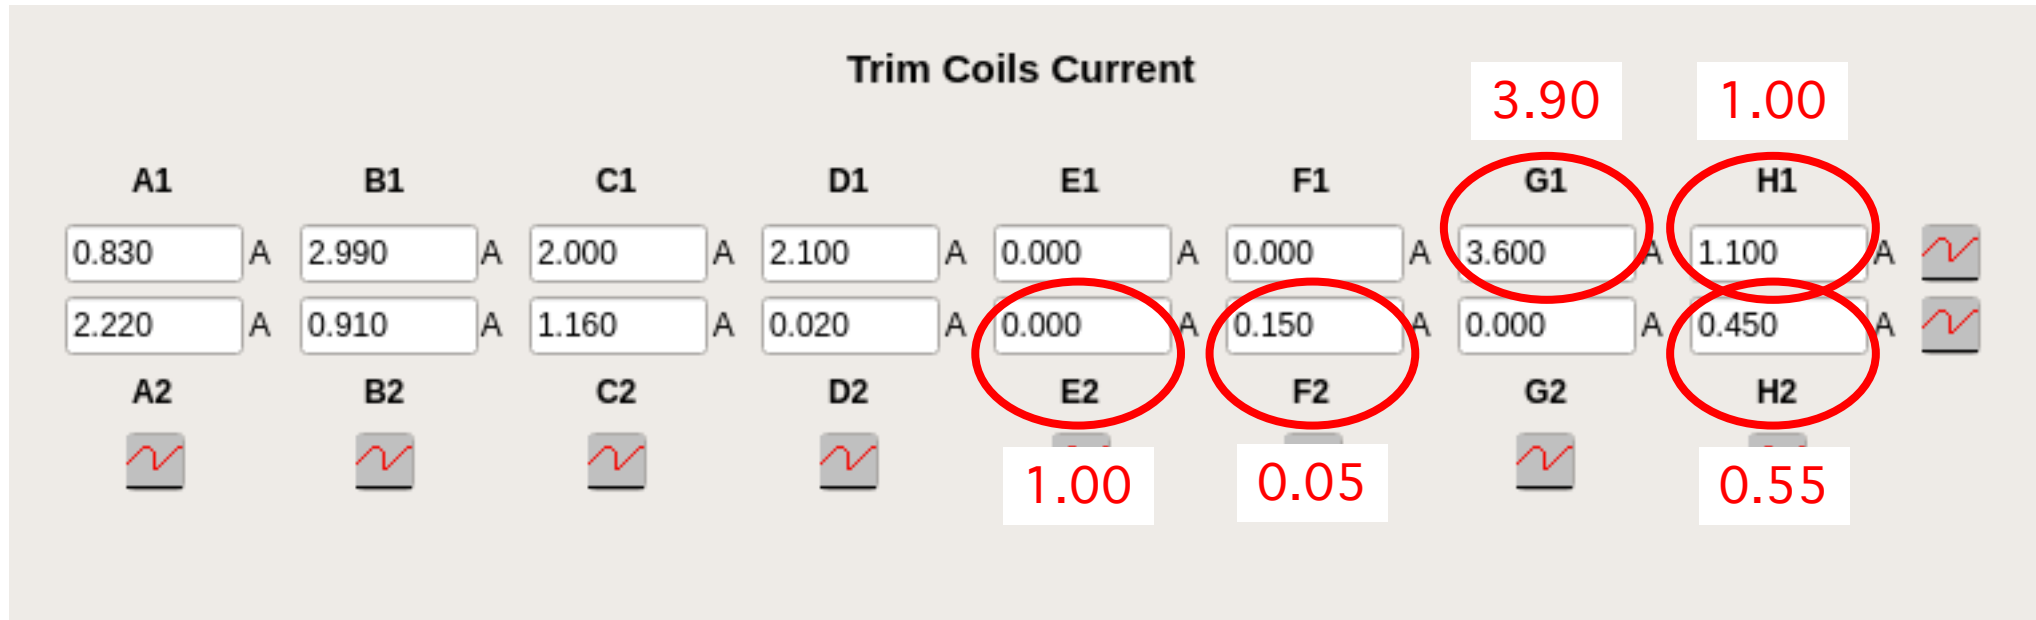 Trim Coils Current
3.90 1.00
A1 B1 C1 D1 E1 F1 G1 H1
0.830 A 2.990 A 2.000 A 2.100 A 0.000 A 0.000 A 3.600 A 1.100 A
2.220 A 0.910 A 1.160 A 0.020 A 0.000 A 0.150 A 0.000 A 0.450 A
A2 B2 C2 D2 E2 F2 G2 H2
1.00 0.05 0.55